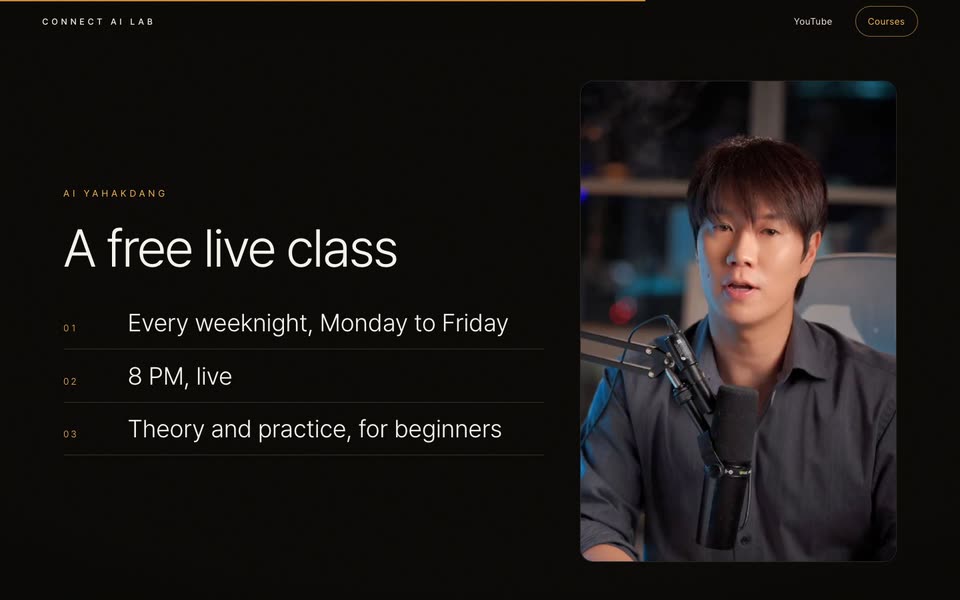 CONNECT AI LAB
YouTube
Courses
AI YAHAKDANG
A free live class
01 Every weeknight, Monday to Friday
02 8 PM, live
03 Theory and practice, for beginners